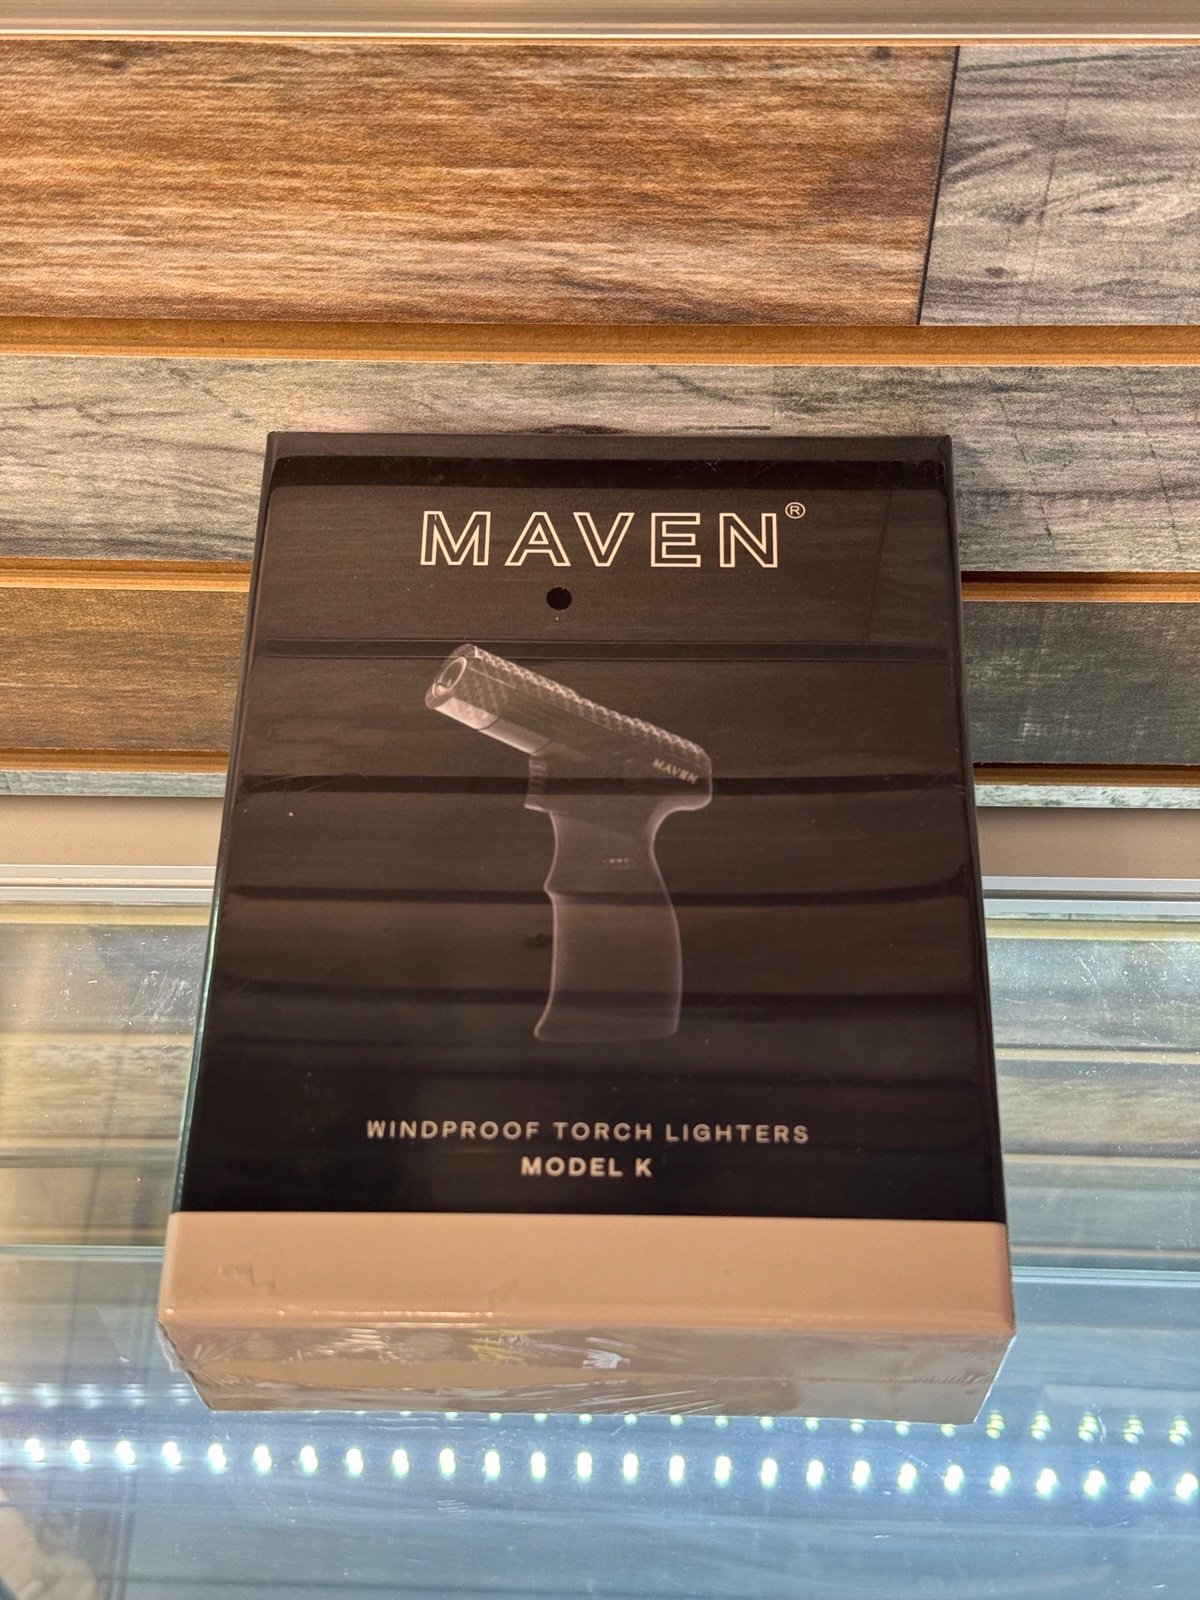 MAVEN®
MAVEN
WINDPROOF TORCH LIGHTERS
MODEL K